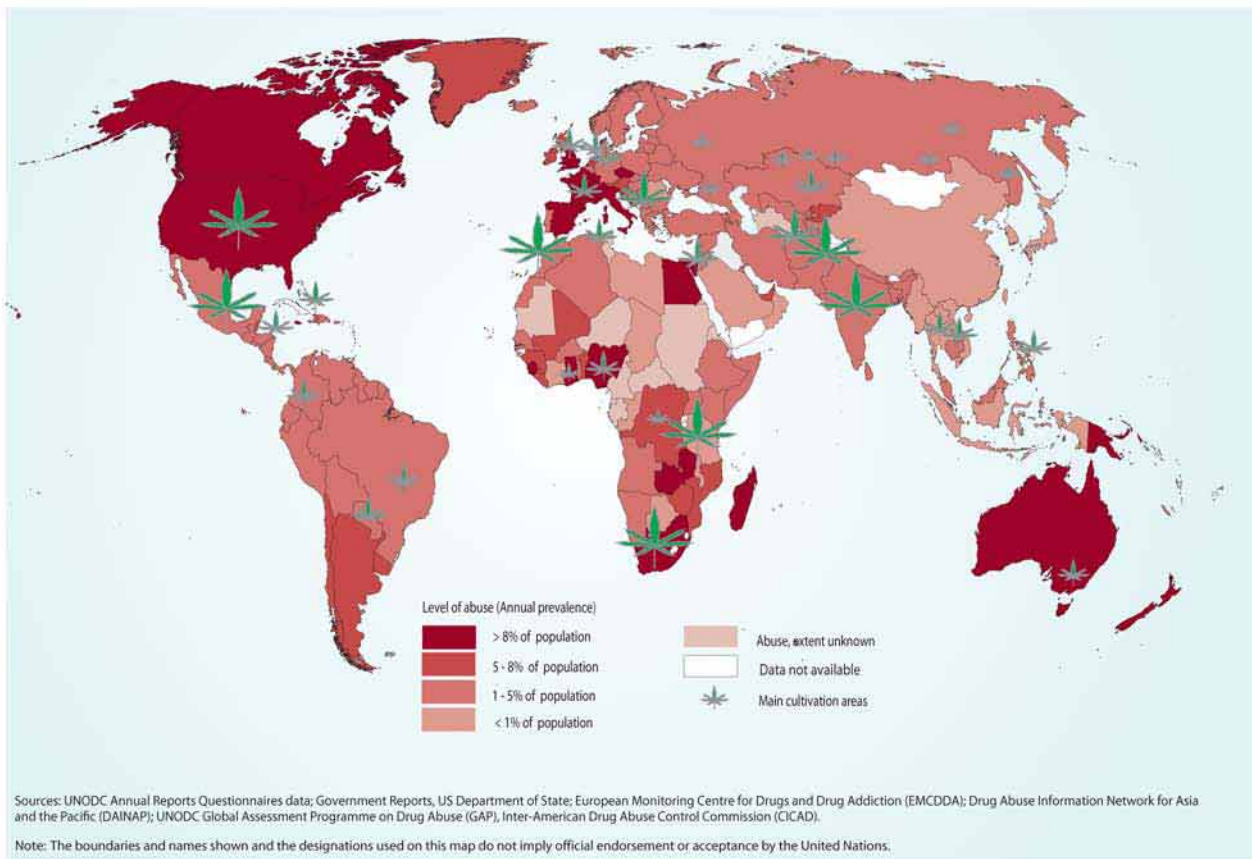 Level of abuse (Annual prevalence)
> 8% of population
5 - 8% of population
1 - 5% of population
< 1% of population
Abuse, extent unknown
Data not available
Main cultivation areas
Sources: UNODC Annual Reports Questionnaires data; Government Reports, US Department of State; European Monitoring Centre for Drugs and Drug Addiction (EMCDDA); Drug Abuse Information Network for Asia
and the Pacific (DAINAP); UNODC Global Assessment Programme on Drug Abuse (GAP), Inter-American Drug Abuse Control Commission (CICAD).
Note: The boundaries and names shown and the designations used on this map do not imply official endorsement or acceptance by the United Nations.